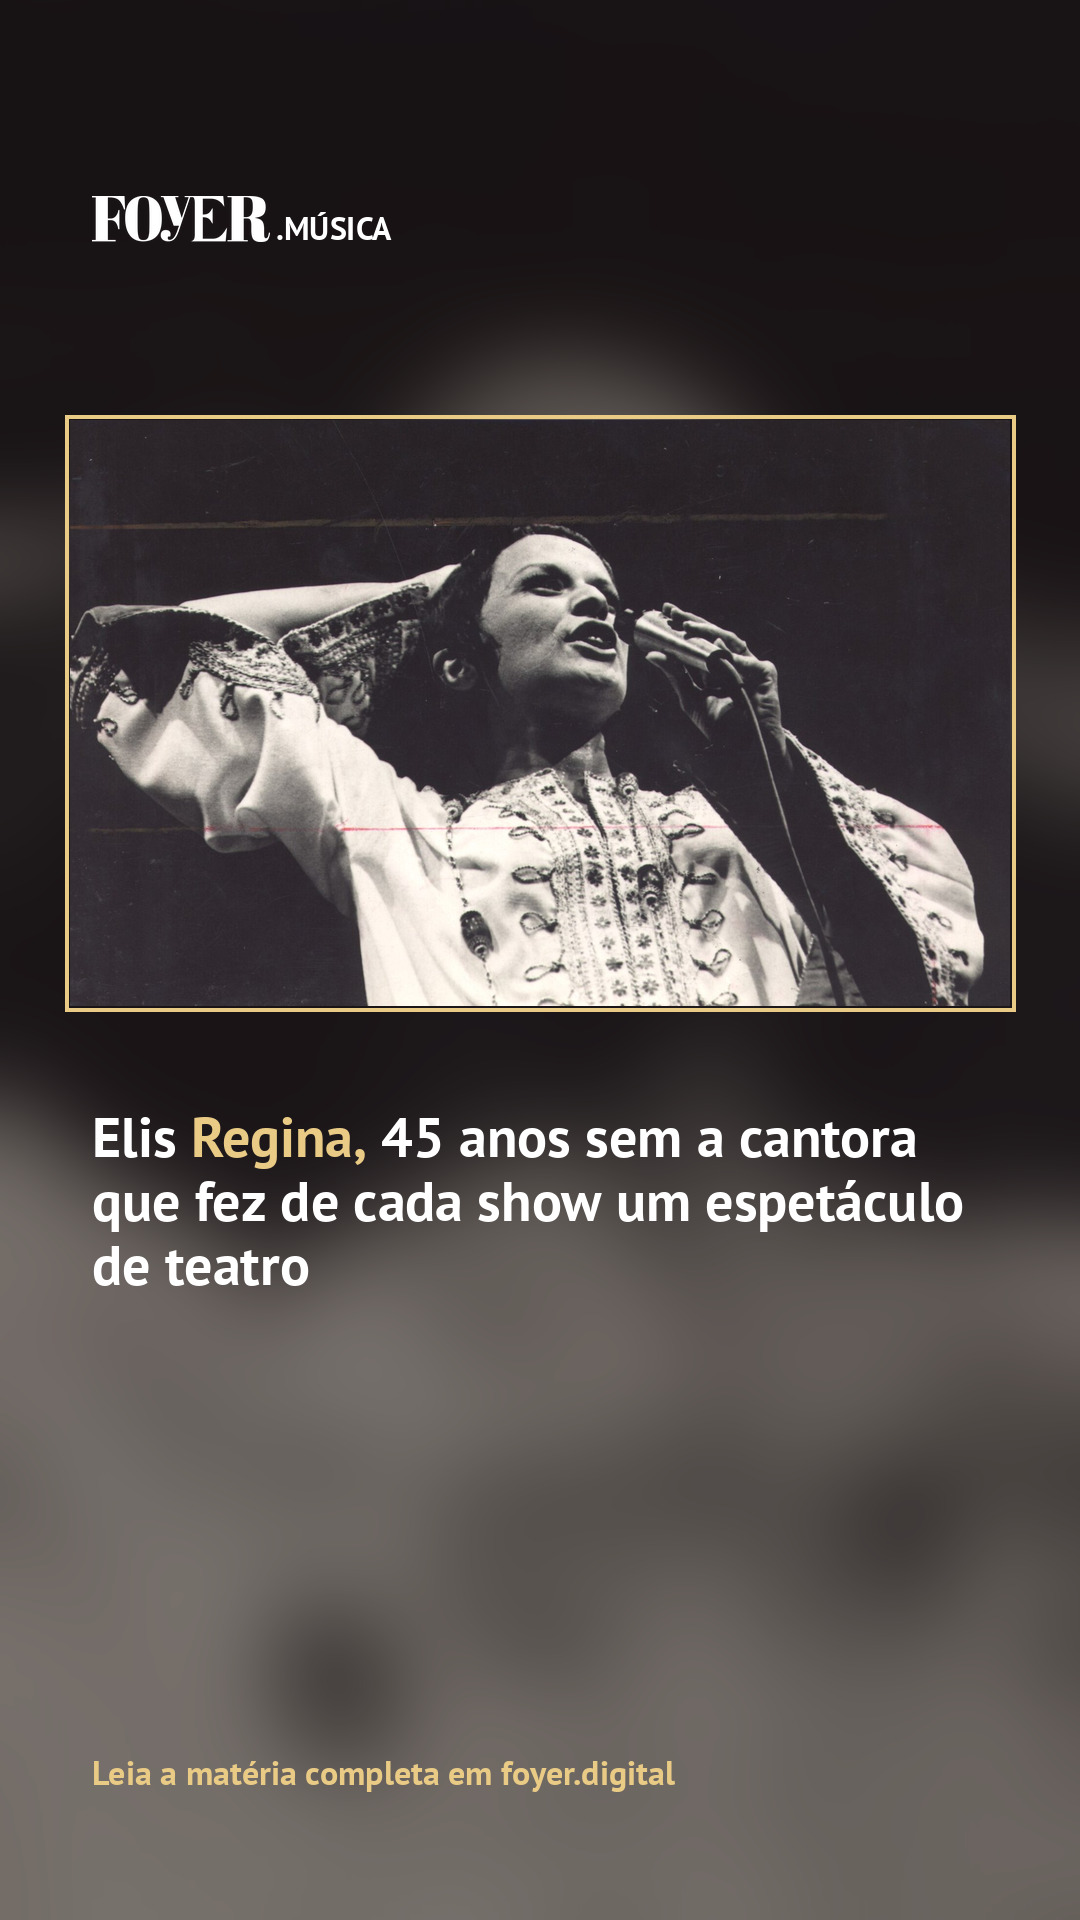 FOYER .MÚSICA
Elis Regina, 45 anos sem a cantora
que fez de cada show um espetáculo
de teatro
Leia a matéria completa em foyer.digital